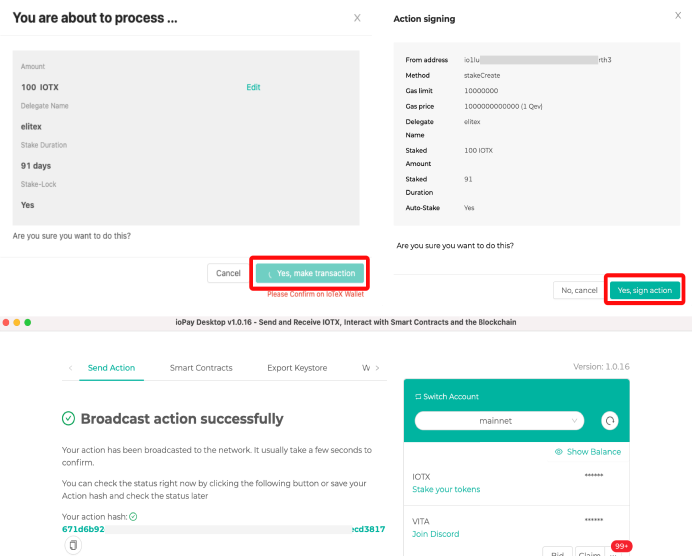 You are about to process ...
Amount
100 IOTX
Edit
Delegate Name
elitex
Stake Duration
91 days
Stake-Lock
Yes
Are you sure you want to do this?
Cancel
Yes, make transaction
Please Confirm on IoTeX Wallet
Action signing
From address io1lu rth3
Method stakeCreate
Gas limit 10000000
Gas price 1000000000000 (1 Qev)
Delegate elitex
Name
Staked 100 IOTX
Amount
Staked 91
Duration
Auto-Stake Yes
Are you sure you want to do this?
No, cancel
Yes, sign action
ioPay Desktop v1.0.16 - Send and Receive IOTX, Interact with Smart Contracts and the Blockchain
Send Action
Smart Contracts
Export Keystore
W
Version: 1.0.16
Broadcast action successfully
Your action has been broadcasted to the network. It usually take a few seconds to
confirm.
You can check the status right now by clicking the following button or save your
Action hash and check the status later
Your action hash:
671d6b92 ecd3817
Switch Account
mainnet
Show Balance
IOTX ******
Stake your tokens
VITA ******
Join Discord
99+
Bid
Claim